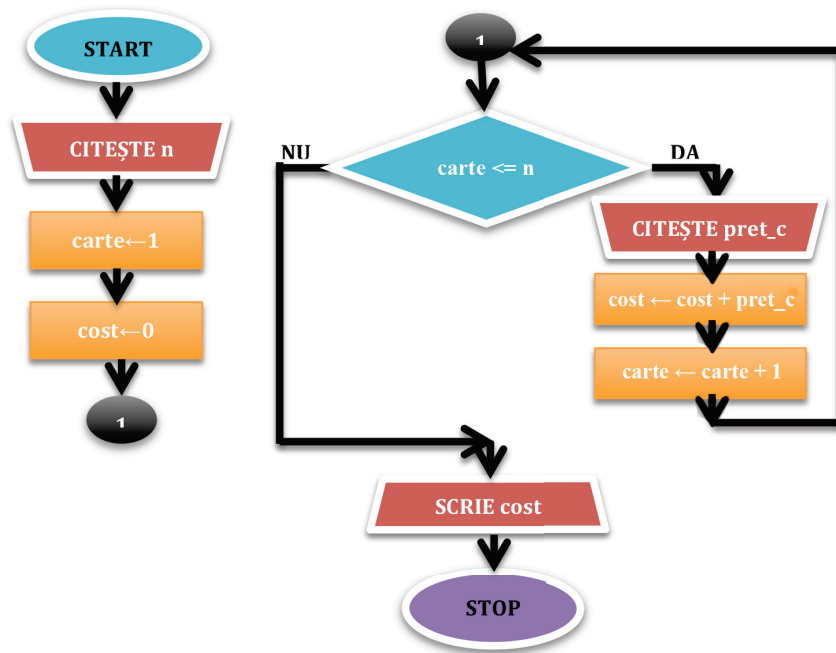 START
CITEȘTE n
carte←1
cost←0
1
1
carte <= n
NU
DA
CITEȘTE pret_c
cost ← cost + pret_c
carte ← carte + 1
SCRIE cost
STOP